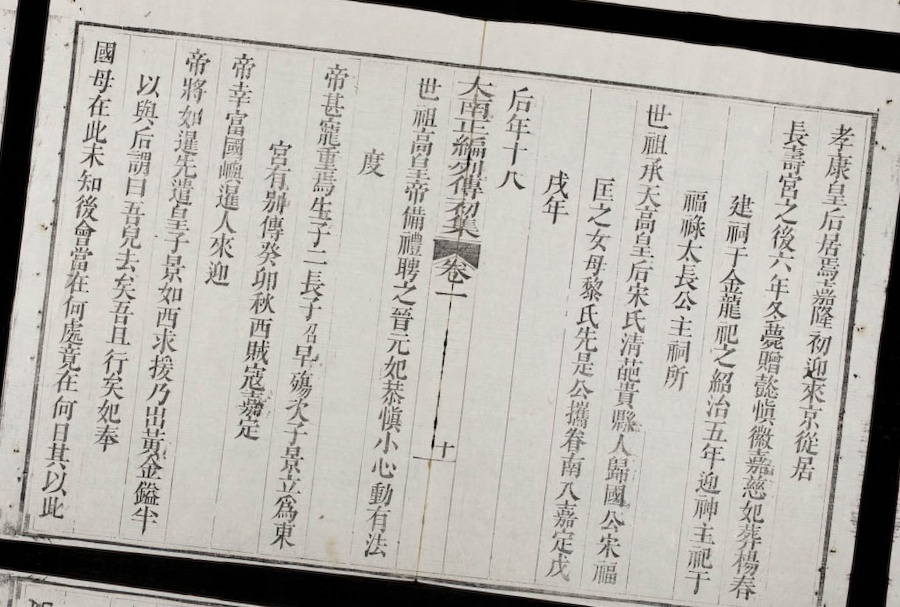 孝康皇后居焉嘉隆初迎來京從居
長壽宮之後六年冬薨贈懿慎徽嘉慈妃葬楊春
建祠于金龍祀之紹治五年迎神主祀于
福祿太長公主祠所
世祖承天高皇后宋氏清葩貴縣人歸國公宋福
匡之女母黎氏先是公攜眷南入嘉定戊
戌年
后年十八
大南正編列傳初集 卷一 十
世祖高皇帝備禮聘之晉元妃恭慎小心動有法
度
帝甚寵重焉生子二長子昭早殤次子景立爲東
宮有別傳癸卯秋西賊寇嘉定
帝幸富國嶼暹人來迎
帝將如暹先遣皇子景如西求援乃出黃金鎰半
以與后謂曰吾兒去矣吾且行矣妃奉
國母在此未知後會當在何處竟在何日其以此